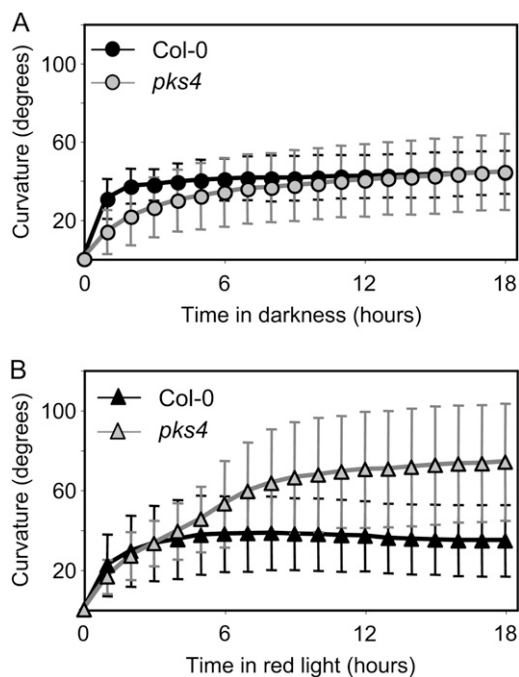 A
Col-0
pks4
Curvature (degrees)
100
60
20
0
6
12
18
Time in darkness (hours)
B
Col-0
pks4
Curvature (degrees)
100
60
20
0
6
12
18
Time in red light (hours)